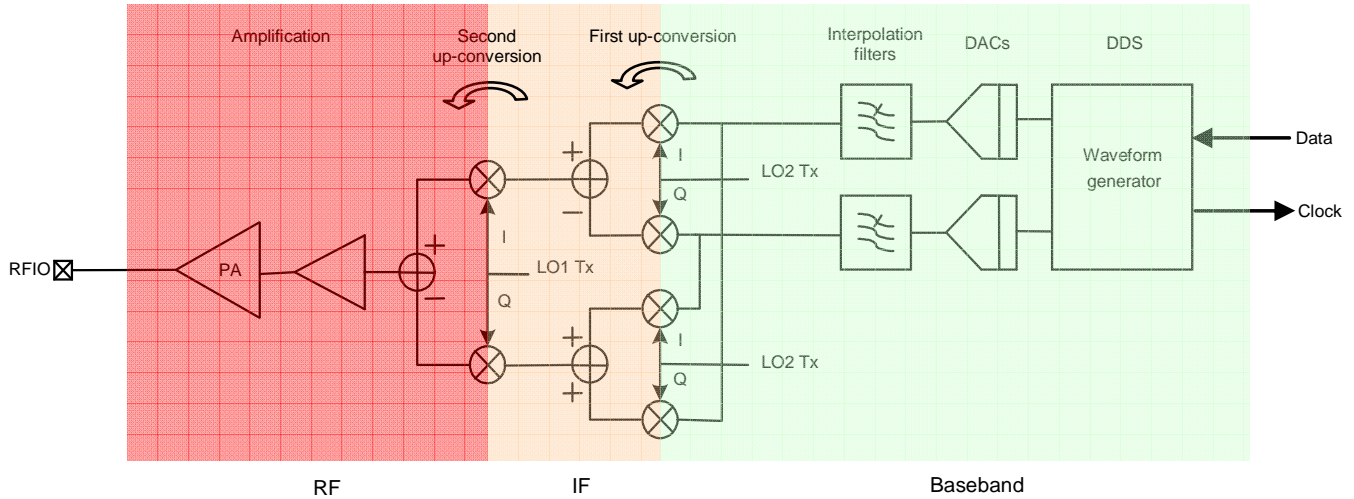 Amplification
Second
up-conversion
First up-conversion
Interpolation
filters
DACs
DDS
I
Q
LO2 Tx
Waveform
generator
Data
Clock
+
−
RFIO
PA
+
−
I
Q
LO1 Tx
+
+
I
Q
LO2 Tx
RF
IF
Baseband